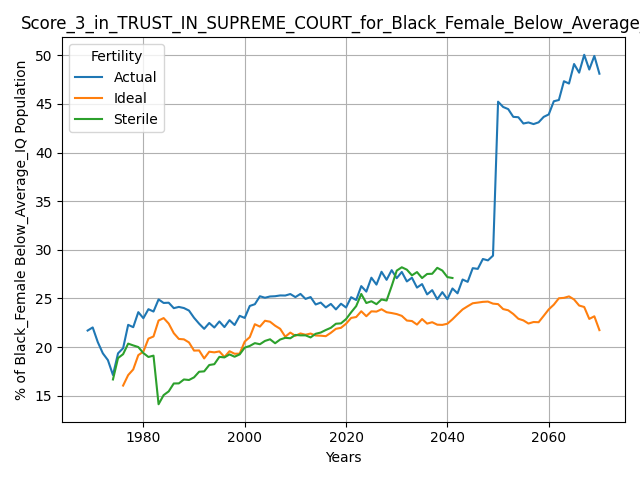 Score_3_in_TRUST_IN_SUPREME_COURT_for_Black_Female_Below_Average_
Fertility
Actual
Ideal
Sterile
% of Black_Female Below_Average_IQ Population
50
45
40
35
30
25
20
15
1980
2000
2020
2040
2060
Years